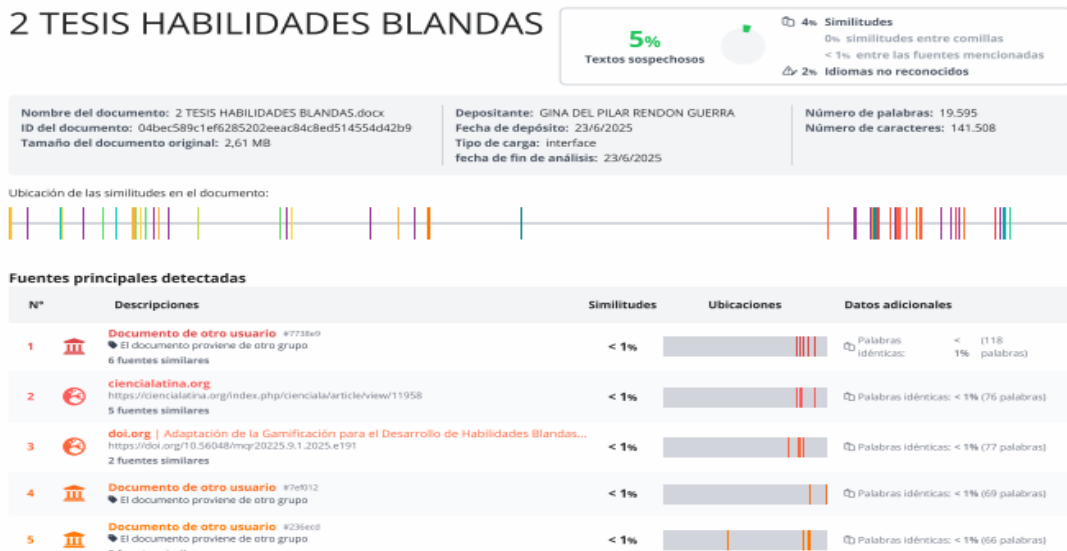 2 TESIS HABILIDADES BLANDAS
5%
Textos sospechosos
4% Similitudes
0% similitudes entre comillas
< 1% entre las fuentes mencionadas
2% Idiomas no reconocidos
Nombre del documento: 2 TESIS HABILIDADES BLANDAS.docx
ID del documento: 04bec589c1ef6285202eeac84c8ed514554d42b9
Tamaño del documento original: 2,61 MB
Depositante: GINA DEL PILAR RENDON GUERRA
Fecha de depósito: 23/6/2025
Tipo de carga: interface
fecha de fin de análisis: 23/6/2025
Número de palabras: 19.595
Número de caracteres: 141.508
Ubicación de las similitudes en el documento:
Fuentes principales detectadas
N° Descripciones Similitudes Ubicaciones Datos adicionales
1 Documento de otro usuario #7738e9
El documento proviene de otro grupo
6 fuentes similares
< 1%
Palabras idénticas: < 1% (118 palabras)
2 ciencialatina.org
https://ciencialatina.org/index.php/cienciala/article/view/11958
5 fuentes similares
< 1%
Palabras idénticas: < 1% (76 palabras)
3 doi.org | Adaptación de la Gamificación para el Desarrollo de Habilidades Blandas...
https://doi.org/10.56048/mqr20225.9.1.2025.e191
2 fuentes similares
< 1%
Palabras idénticas: < 1% (77 palabras)
4 Documento de otro usuario #7ef012
El documento proviene de otro grupo
< 1%
Palabras idénticas: < 1% (69 palabras)
5 Documento de otro usuario #236ecd
El documento proviene de otro grupo
< 1%
Palabras idénticas: < 1% (66 palabras)